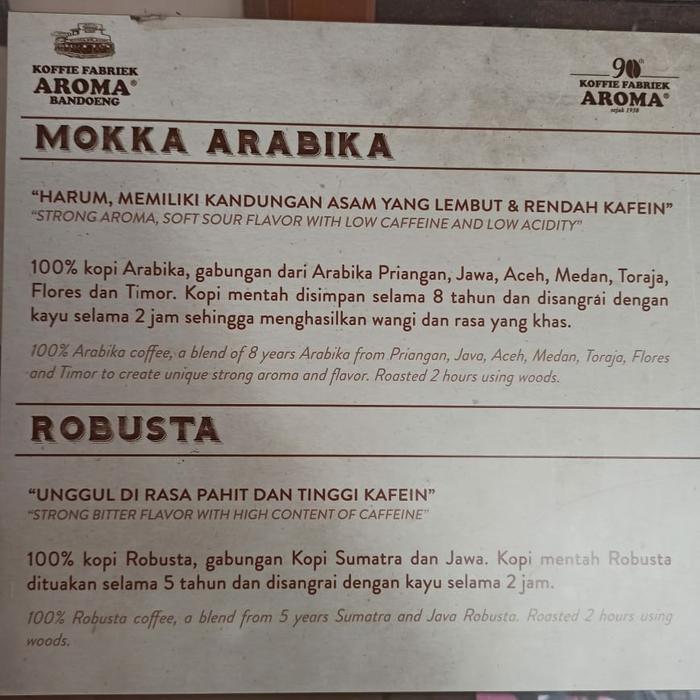 KOFFIE FABRIEK
AROMA®
BANDOENG
90th
KOFFIE FABRIEK
AROMA®
sejak 1930
MOKKA ARABIKA
“HARUM, MEMILIKI KANDUNGAN ASAM YANG LEMBUT & RENDAH KAFEIN”
“STRONG AROMA, SOFT SOUR FLAVOR WITH LOW CAFFEINE AND LOW ACIDITY”
100% kopi Arabika, gabungan dari Arabika Priangan, Jawa, Aceh, Medan, Toraja,
Flores dan Timor. Kopi mentah disimpan selama 8 tahun dan disangrai dengan
kayu selama 2 jam sehingga menghasilkan wangi dan rasa yang khas.
100% Arabika coffee, a blend of 8 years Arabika from Priangan, Java, Aceh, Medan, Toraja, Flores
and Timor to create unique strong aroma and flavor. Roasted 2 hours using woods.
ROBUSTA
“UNGGUL DI RASA PAHIT DAN TINGGI KAFEIN”
“STRONG BITTER FLAVOR WITH HIGH CONTENT OF CAFFEINE”
100% kopi Robusta, gabungan Kopi Sumatra dan Jawa. Kopi mentah Robusta
dituakan selama 5 tahun dan disangrai dengan kayu selama 2 jam.
100% Robusta coffee, a blend from 5 years Sumatra and Java Robusta. Roasted 2 hours using
woods.